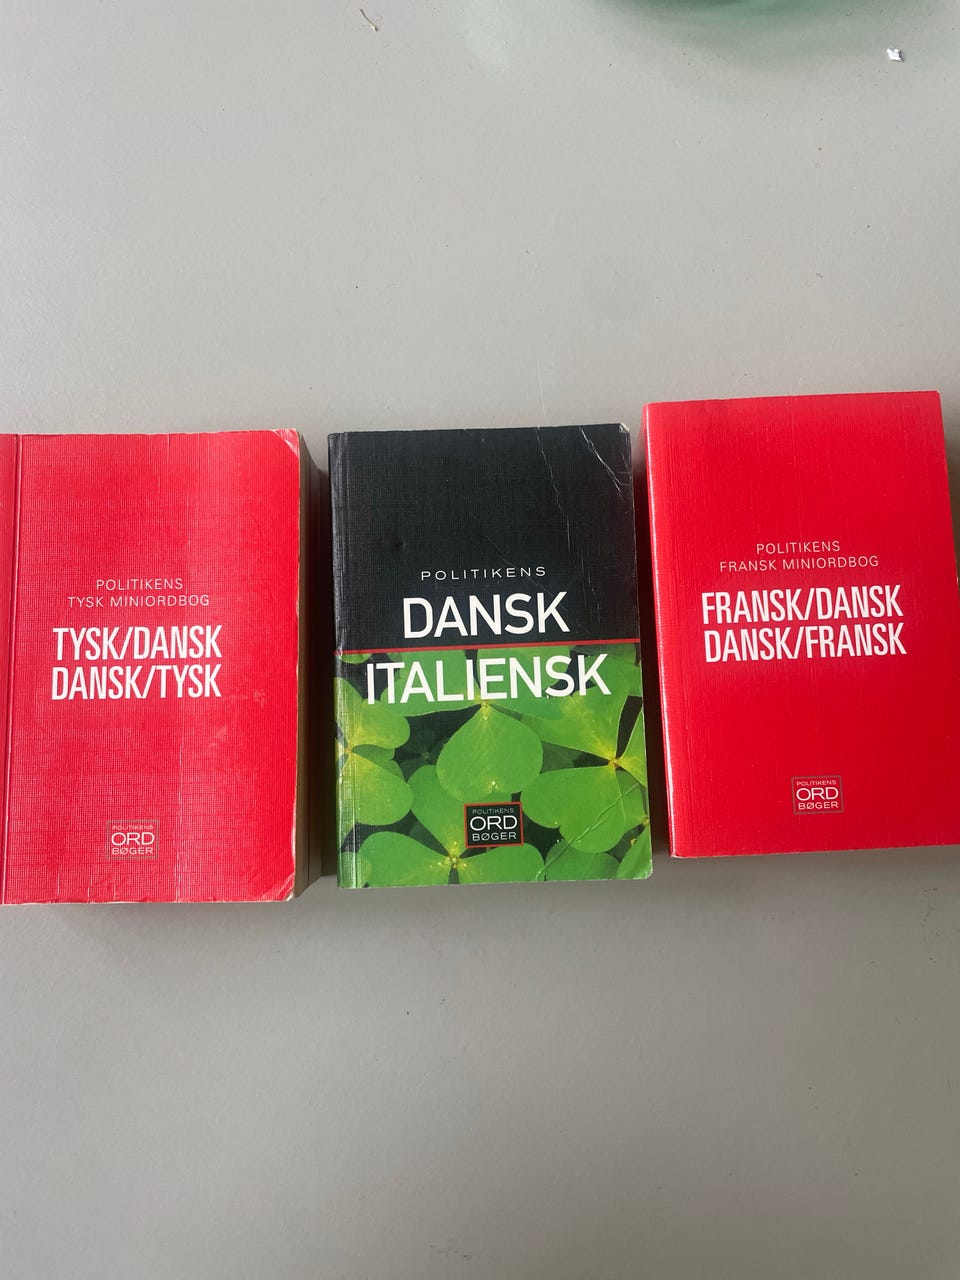 POLITIKENS
TYSK MINIORDBOG
TYSK/DANSK
DANSK/TYSK
POLITIKENS
ORD
BØGER
POLITIKENS
DANSK
ITALIENSK
POLITIKENS
ORD
BØGER
POLITIKENS
FRANSK MINIORDBOG
FRANSK/DANSK
DANSK/FRANSK
POLITIKENS
ORD
BØGER